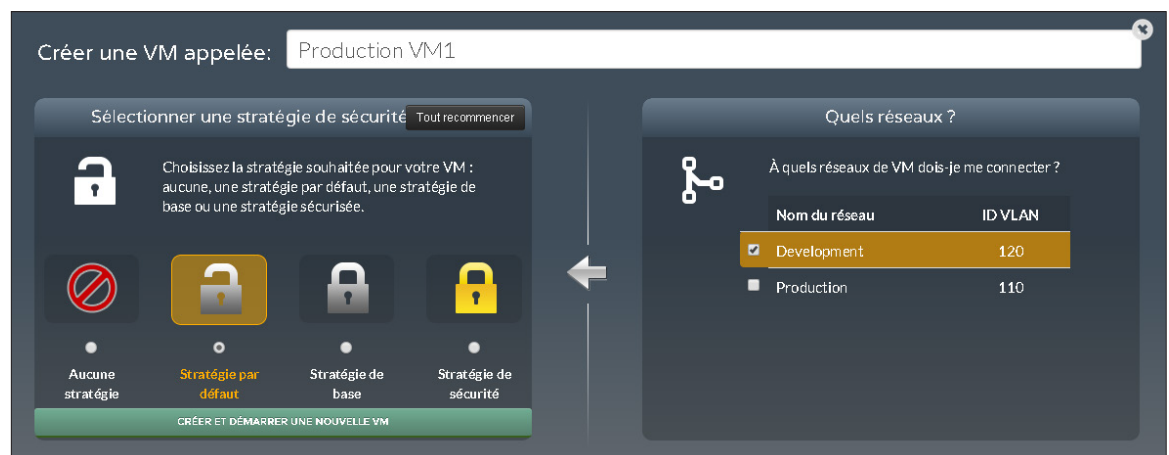 Créer une VM appelée: Production VM1
Sélectionner une stratégie de sécurité Tout recommencer
Choisissez la stratégie souhaitée pour votre VM :
aucune, une stratégie par défaut, une stratégie de
base ou une stratégie sécurisée.
Aucune
stratégie
Stratégie par
défaut
Stratégie de
base
Stratégie de
sécurité
CRÉER ET DÉMARRER UNE NOUVELLE VM
Quels réseaux ?
À quels réseaux de VM dois-je me connecter ?
Nom du réseau ID VLAN
Development 120
Production 110